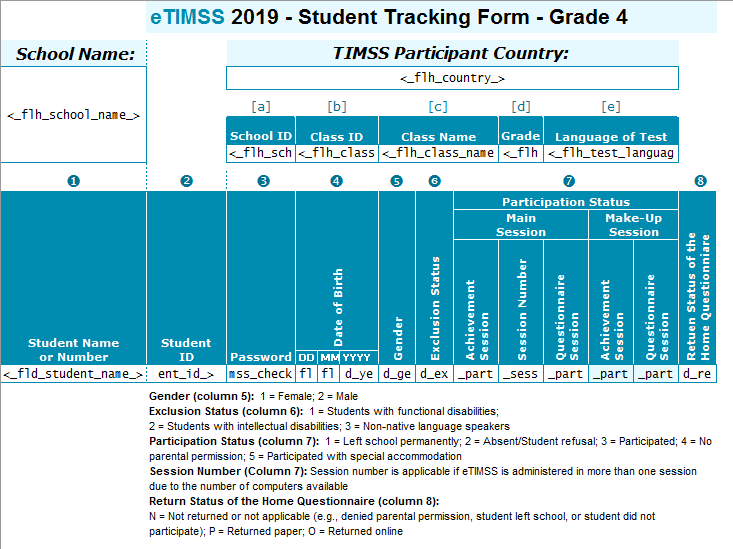 eTIMSS 2019 - Student Tracking Form - Grade 4
School Name:
TIMSS Participant Country:
<_flh_country_>
<_flh_school_name_>
[a] [b] [c] [d] [e]
School ID Class ID Class Name Grade Language of Test
<_flh_sch <_flh_class <_flh_class_name <_flh <_flh_test_languag
❶ ❷ ❸ ❹ ❺ ❻ ❼ ❽
Participation Status
Main
Session
Make-Up
Session
Student Name
or Number
Student
ID
Password
Date of Birth
DD MM YYYY
Gender
Exclusion Status
Achievement
Session
Session Number
Questionnaire
Session
Achievement
Session
Questionnaire
Session
Retuen Status of the
Home Questionniare
<_fld_student_name_> ent_id_> mss_check fl fl d_ye d_ge d_ex _part _sess _part _part _part d_re
Gender (column 5): 1 = Female; 2 = Male
Exclusion Status (column 6): 1 = Students with functional disabilities;
2 = Students with intellectual disabilities; 3 = Non-native language speakers
Participation Status (column 7): 1 = Left school permanently; 2 = Absent/Student refusal; 3 = Participated; 4 = No
parental permission; 5 = Participated with special accommodation
Session Number (Column 7): Session number is applicable if eTIMSS is administered in more than one session
due to the number of computers available
Return Status of the Home Questionnaire (column 8):
N = Not returned or not applicable (e.g., denied parental permission, student left school, or student did not
participate); P = Returned paper; O = Returned online